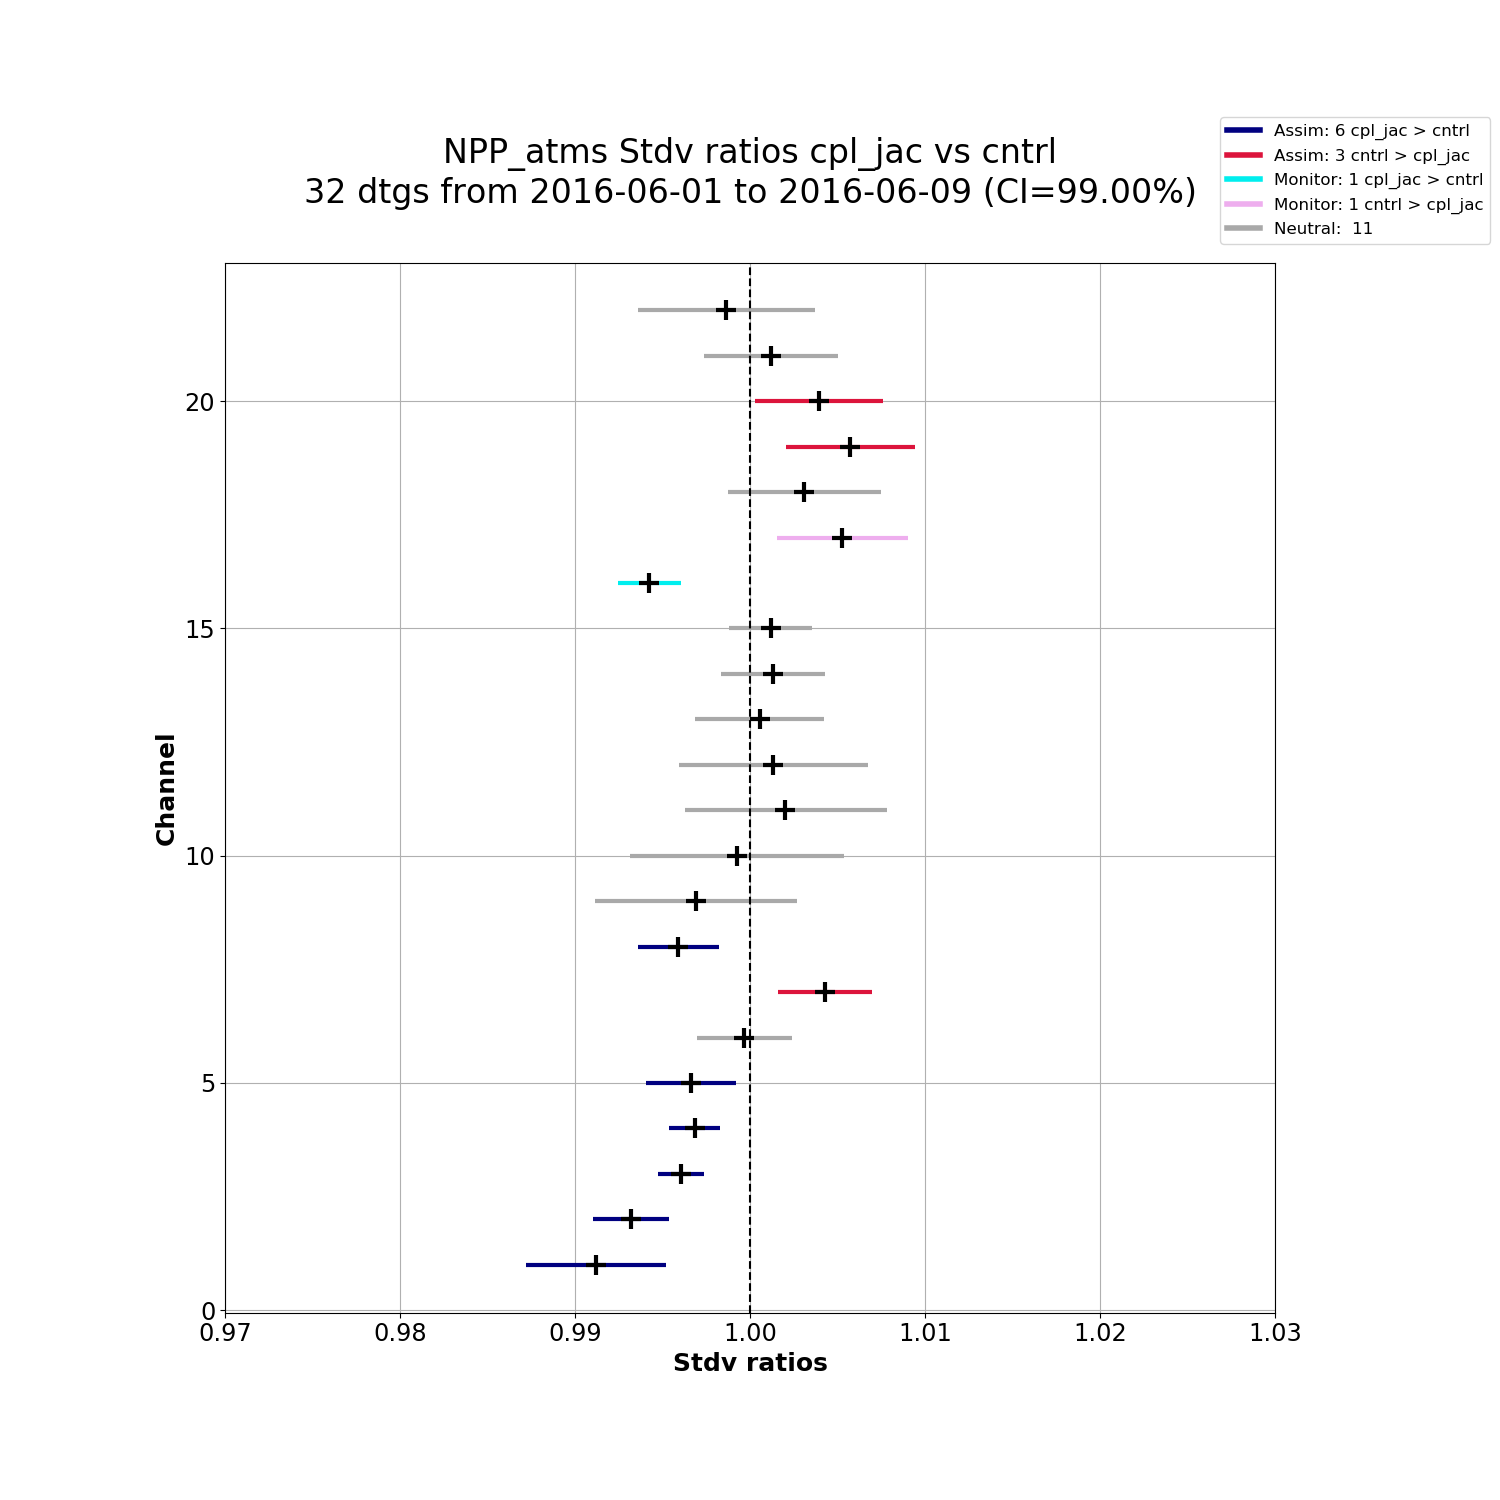 NPP_atms Stdv ratios cpl_jac vs cntrl
32 dtgs from 2016-06-01 to 2016-06-09 (CI=99.00%)
Assim: 6 cpl_jac > cntrl
Assim: 3 cntrl > cpl_jac
Monitor: 1 cpl_jac > cntrl
Monitor: 1 cntrl > cpl_jac
Neutral:  11
20
15
10
5
0
Channel
0.97 0.98 0.99 1.00 1.01 1.02 1.03
Stdv ratios